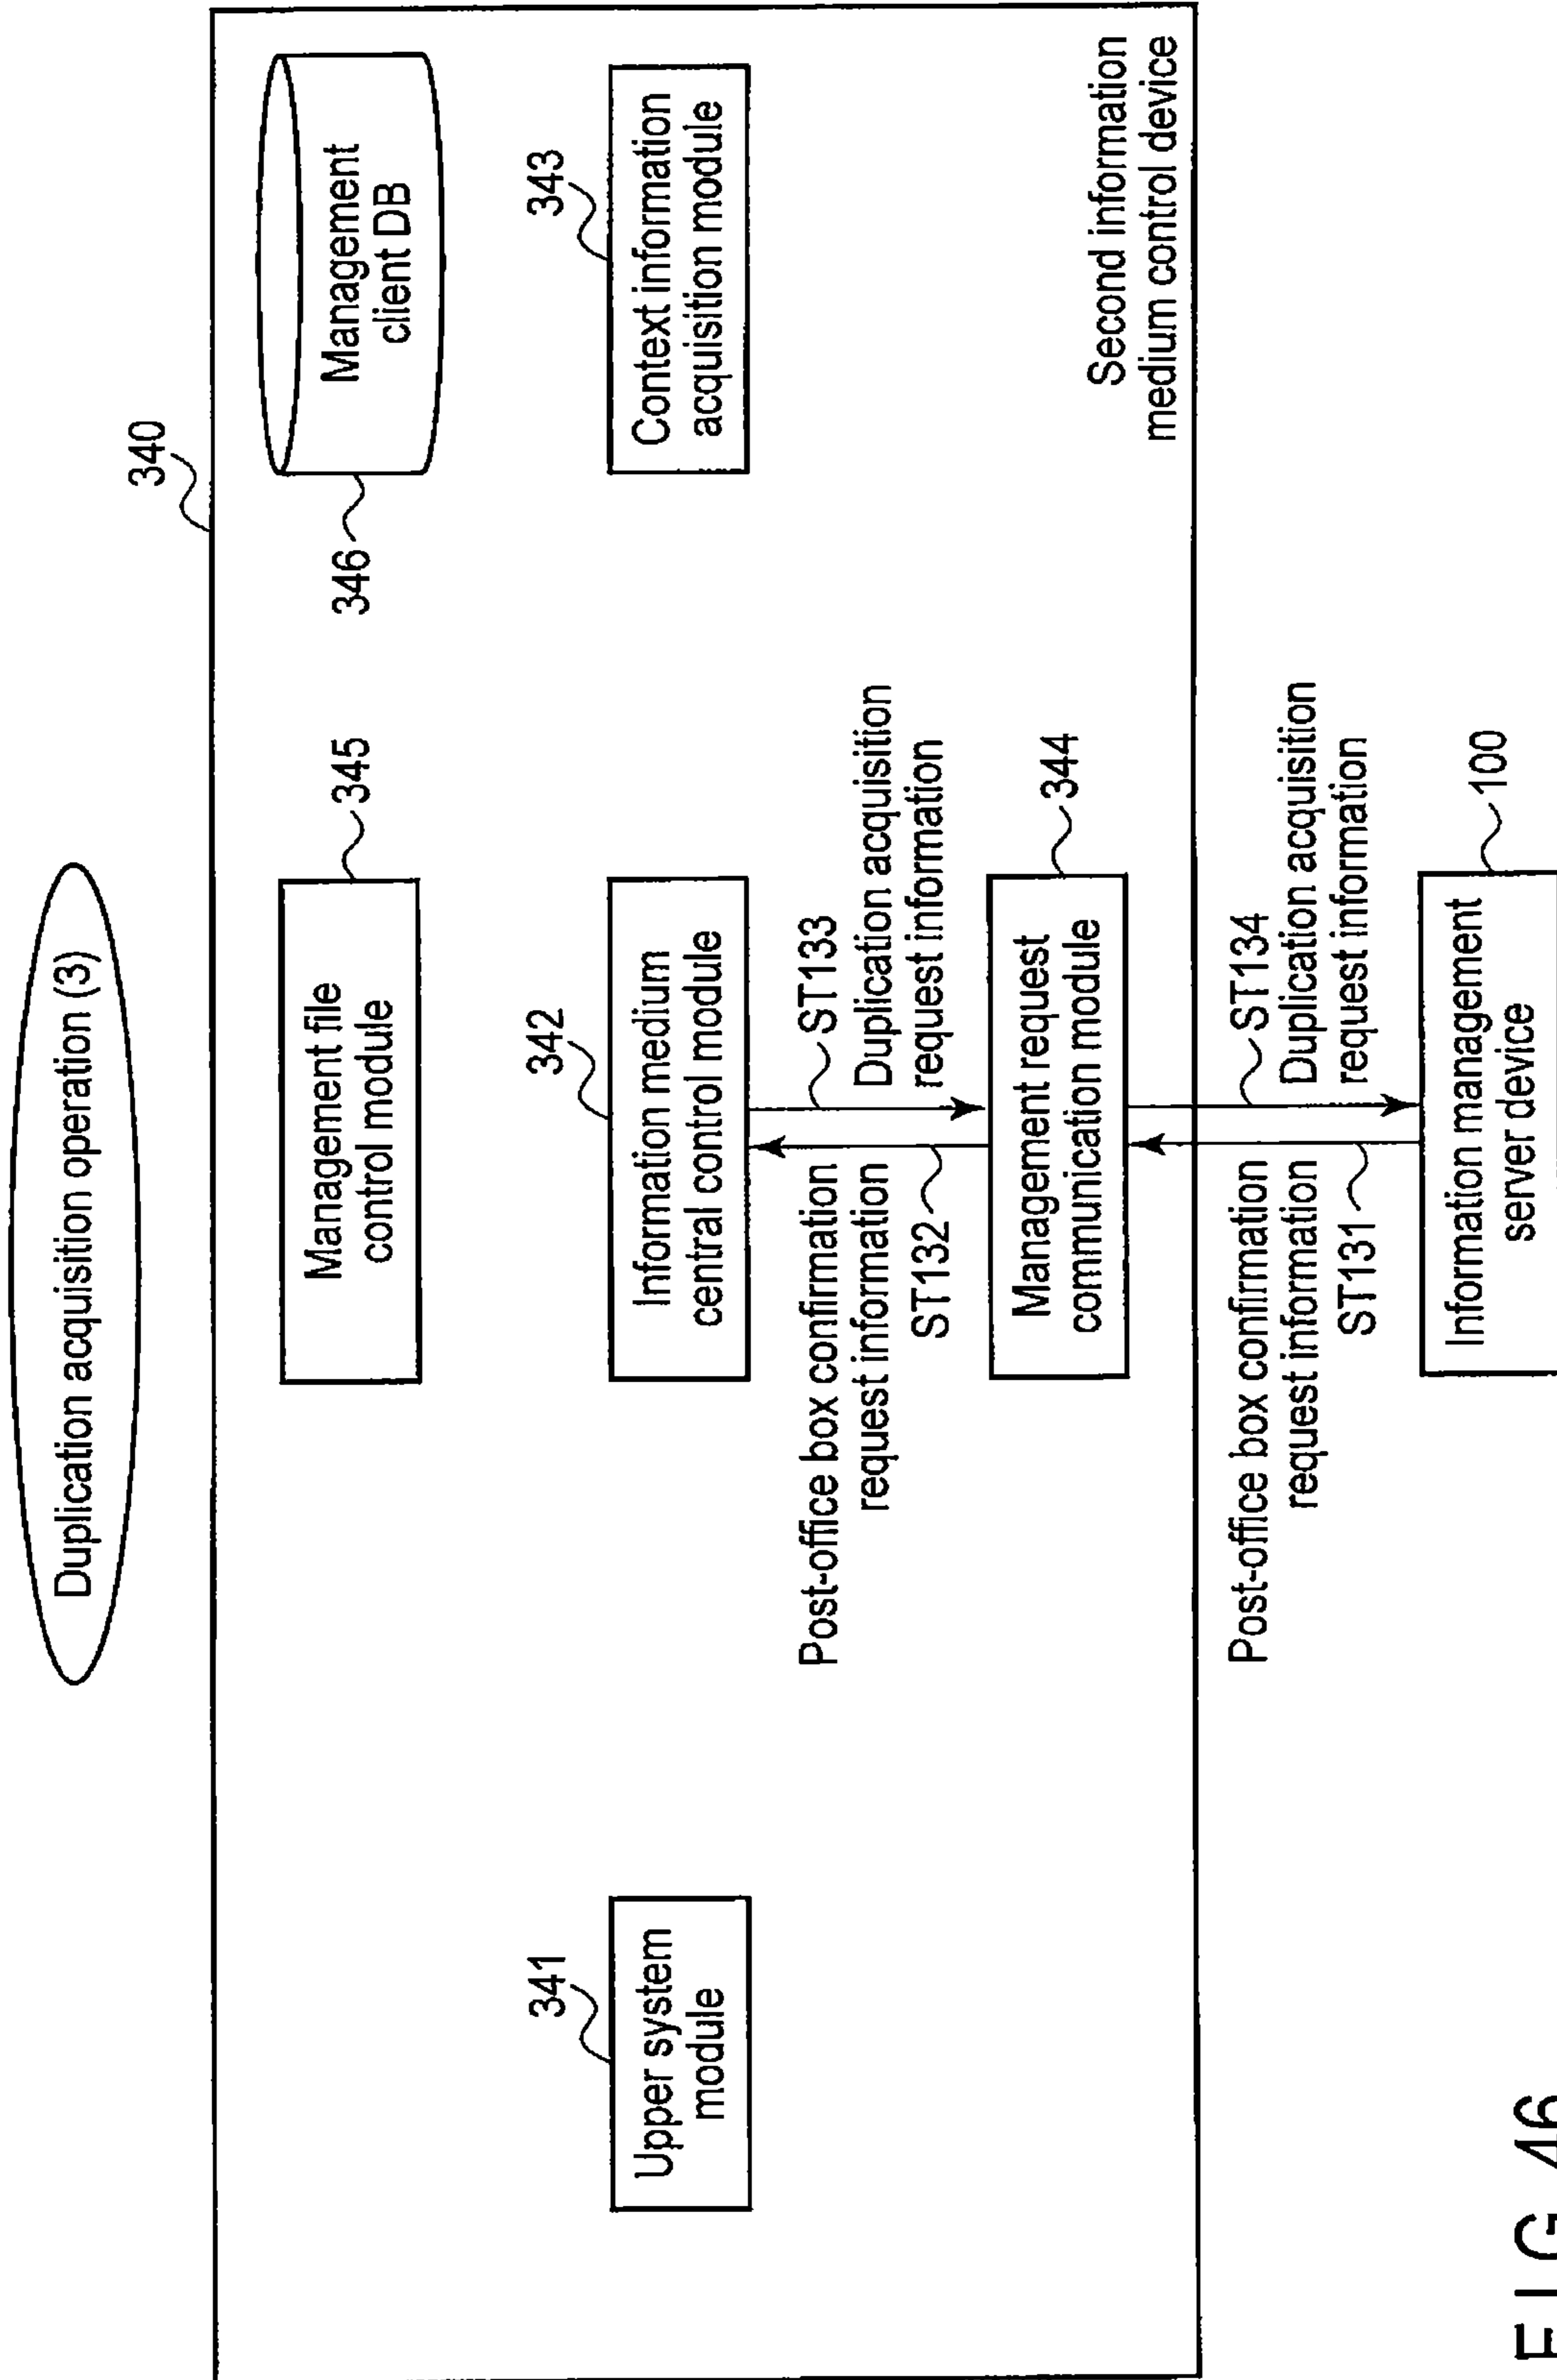 Duplication acquisition operation (3)
340
Management file
control module
345
346
Management
client DB
341
Upper system
module
342
Information medium
central control module
343
Context information
acquisition module
Post-office box confirmation
request information
ST132
ST133
Duplication acquisition
request information
Management request
communication module
344
Second information
medium control device
Post-office box confirmation
request information
ST131
ST134
Duplication acquisition
request information
Information management
server device
100
FIG. 46